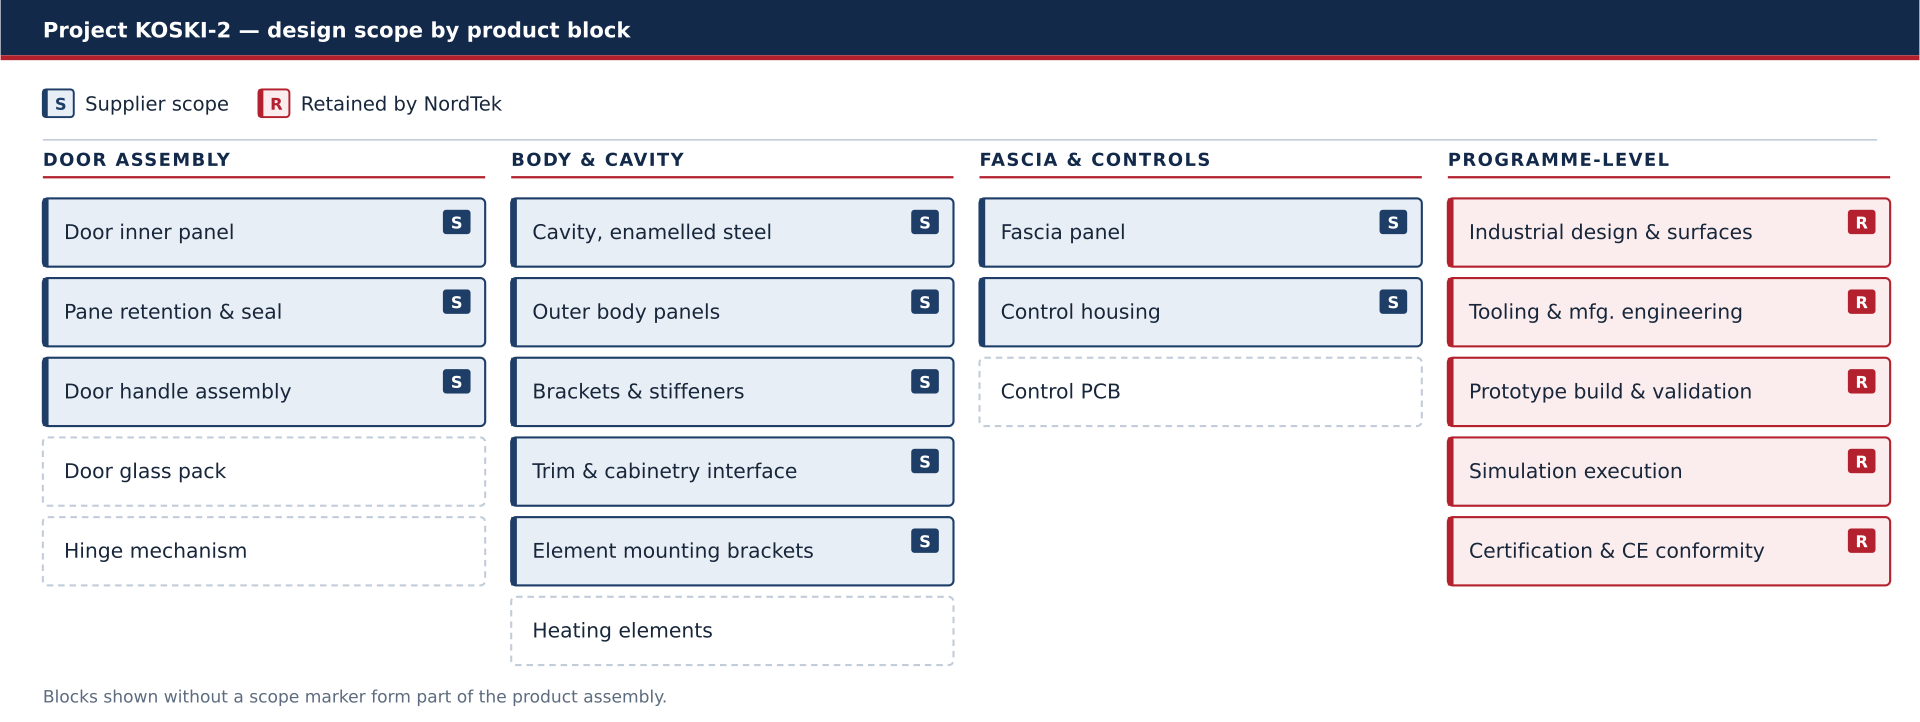 Project KOSKI-2 — design scope by product block
S Supplier scope R Retained by NordTek
DOOR ASSEMBLY
Door inner panel S
Pane retention & seal S
Door handle assembly S
Door glass pack
Hinge mechanism
BODY & CAVITY
Cavity, enamelled steel S
Outer body panels S
Brackets & stiffeners S
Trim & cabinetry interface S
Element mounting brackets S
Heating elements
FASCIA & CONTROLS
Fascia panel S
Control housing S
Control PCB
PROGRAMME-LEVEL
Industrial design & surfaces R
Tooling & mfg. engineering R
Prototype build & validation R
Simulation execution R
Certification & CE conformity R
Blocks shown without a scope marker form part of the product assembly.